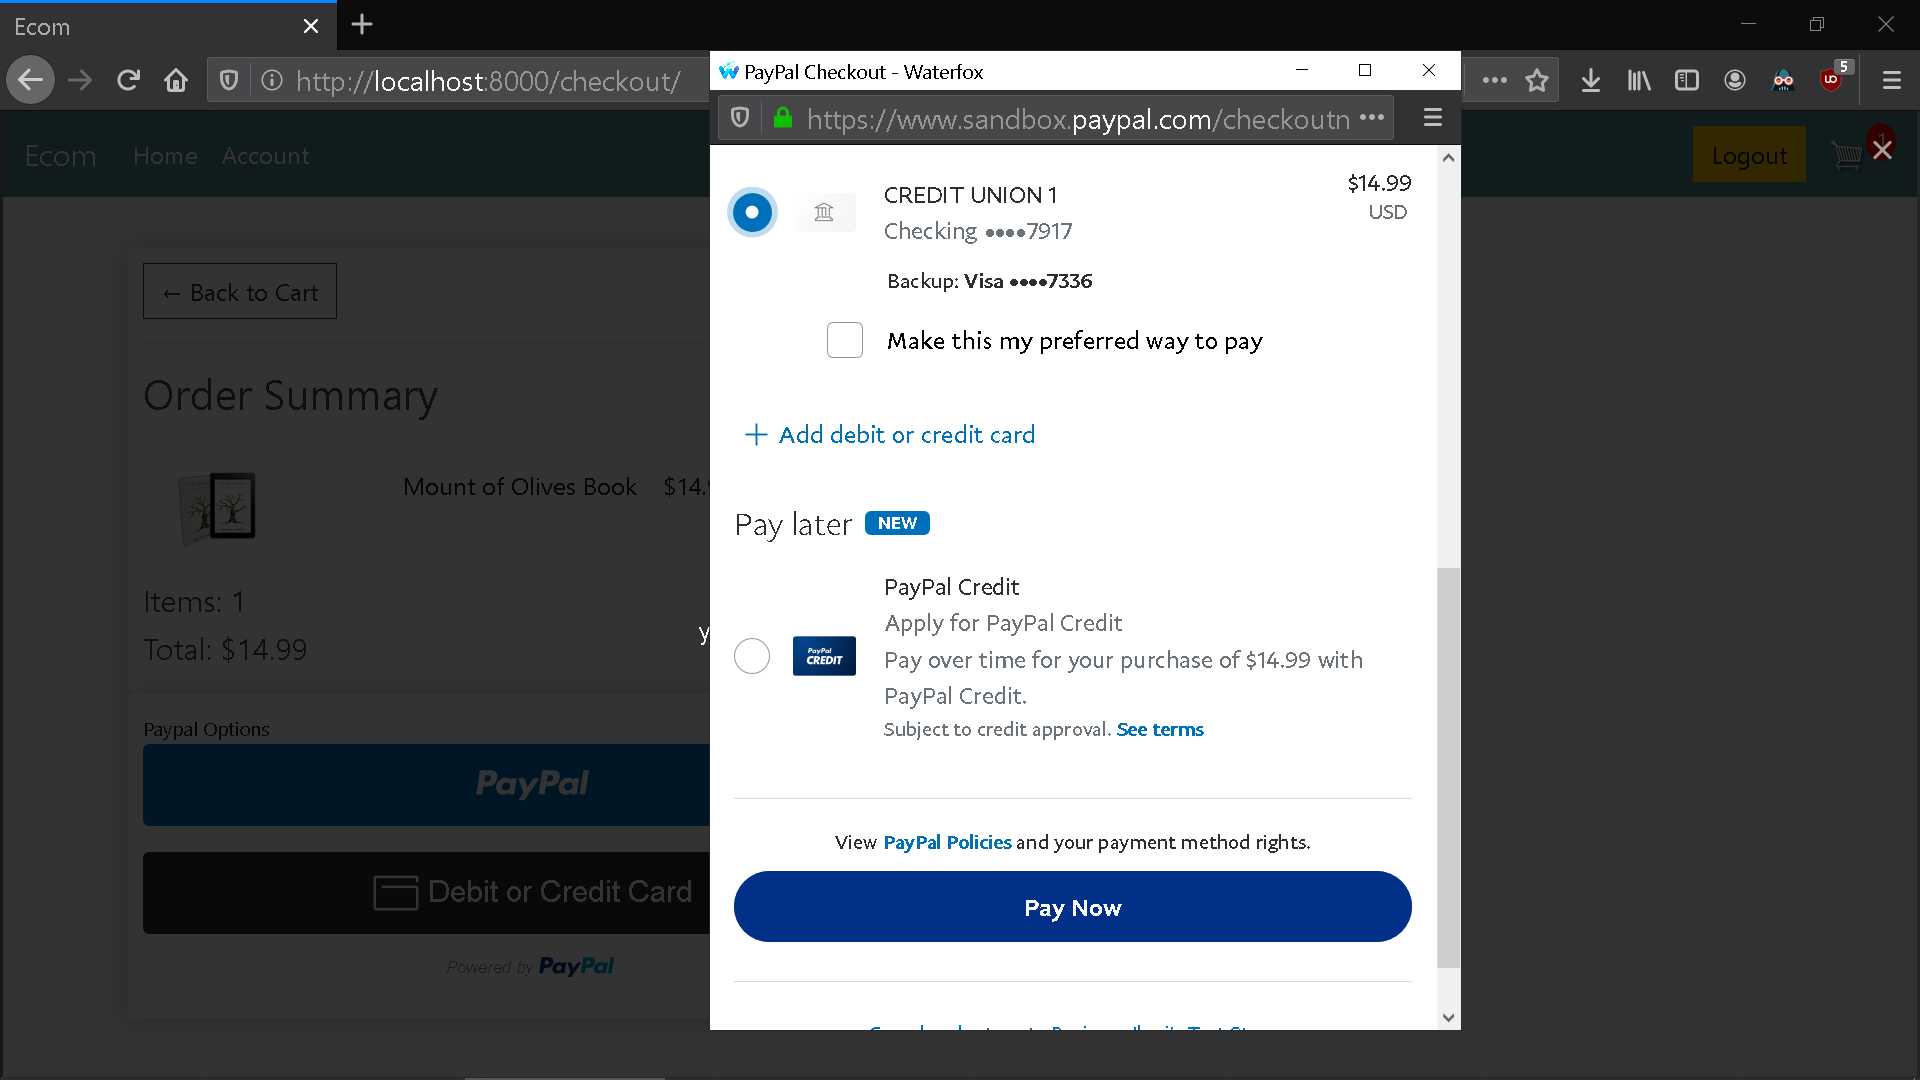 Ecom
http://localhost:8000/checkout/
5
PayPal Checkout - Waterfox
https://www.sandbox.paypal.com/checkoutn
Ecom
Home
Account
Logout
1
← Back to Cart
Order Summary
Mount of Olives Book
$14.9
Items: 1
Total: $14.99
y
Paypal Options
PayPal
Debit or Credit Card
Powered by PayPal
CREDIT UNION 1
$14.99
Checking ••••7917
USD
Backup: Visa ••••7336
Make this my preferred way to pay
+ Add debit or credit card
Pay later NEW
PayPal Credit
Apply for PayPal Credit
PayPal
CREDIT
Pay over time for your purchase of $14.99 with
PayPal Credit.
Subject to credit approval. See terms
View PayPal Policies and your payment method rights.
Pay Now